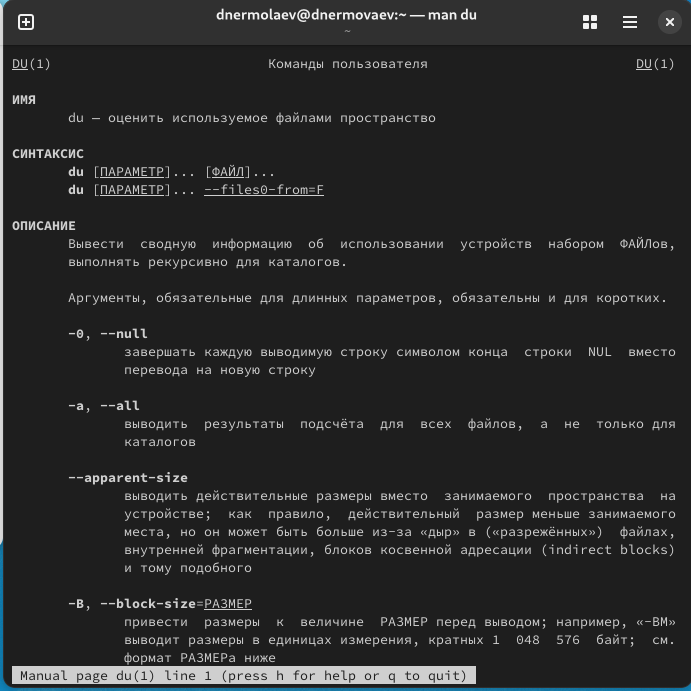 dnermolaev@dnermovaev:~ — man du
~
DU(1) Команды пользователя DU(1)
ИМЯ
du — оценить используемое файлами пространство
СИНТАКСИС
du [ПАРАМЕТР]... [ФАЙЛ]...
du [ПАРАМЕТР]... --files0-from=F
ОПИСАНИЕ
Вывести сводную информацию об использовании устройств набором ФАЙЛов,
выполнять рекурсивно для каталогов.
Аргументы, обязательные для длинных параметров, обязательны и для коротких.
-0, --null
завершать каждую выводимую строку символом конца строки NUL вместо
перевода на новую строку
-a, --all
выводить результаты подсчёта для всех файлов, а не только для
каталогов
--apparent-size
выводить действительные размеры вместо занимаемого пространства на
устройстве; как правило, действительный размер меньше занимаемого
места, но он может быть больше из-за «дыр» в («разрежённых») файлах,
внутренней фрагментации, блоков косвенной адресации (indirect blocks)
и тому подобного
-B, --block-size=РАЗМЕР
привести размеры к величине РАЗМЕР перед выводом; например, «-BM»
выводит размеры в единицах измерения, кратных 1 048 576 байт; см.
формат РАЗМЕРа ниже
Manual page du(1) line 1 (press h for help or q to quit)